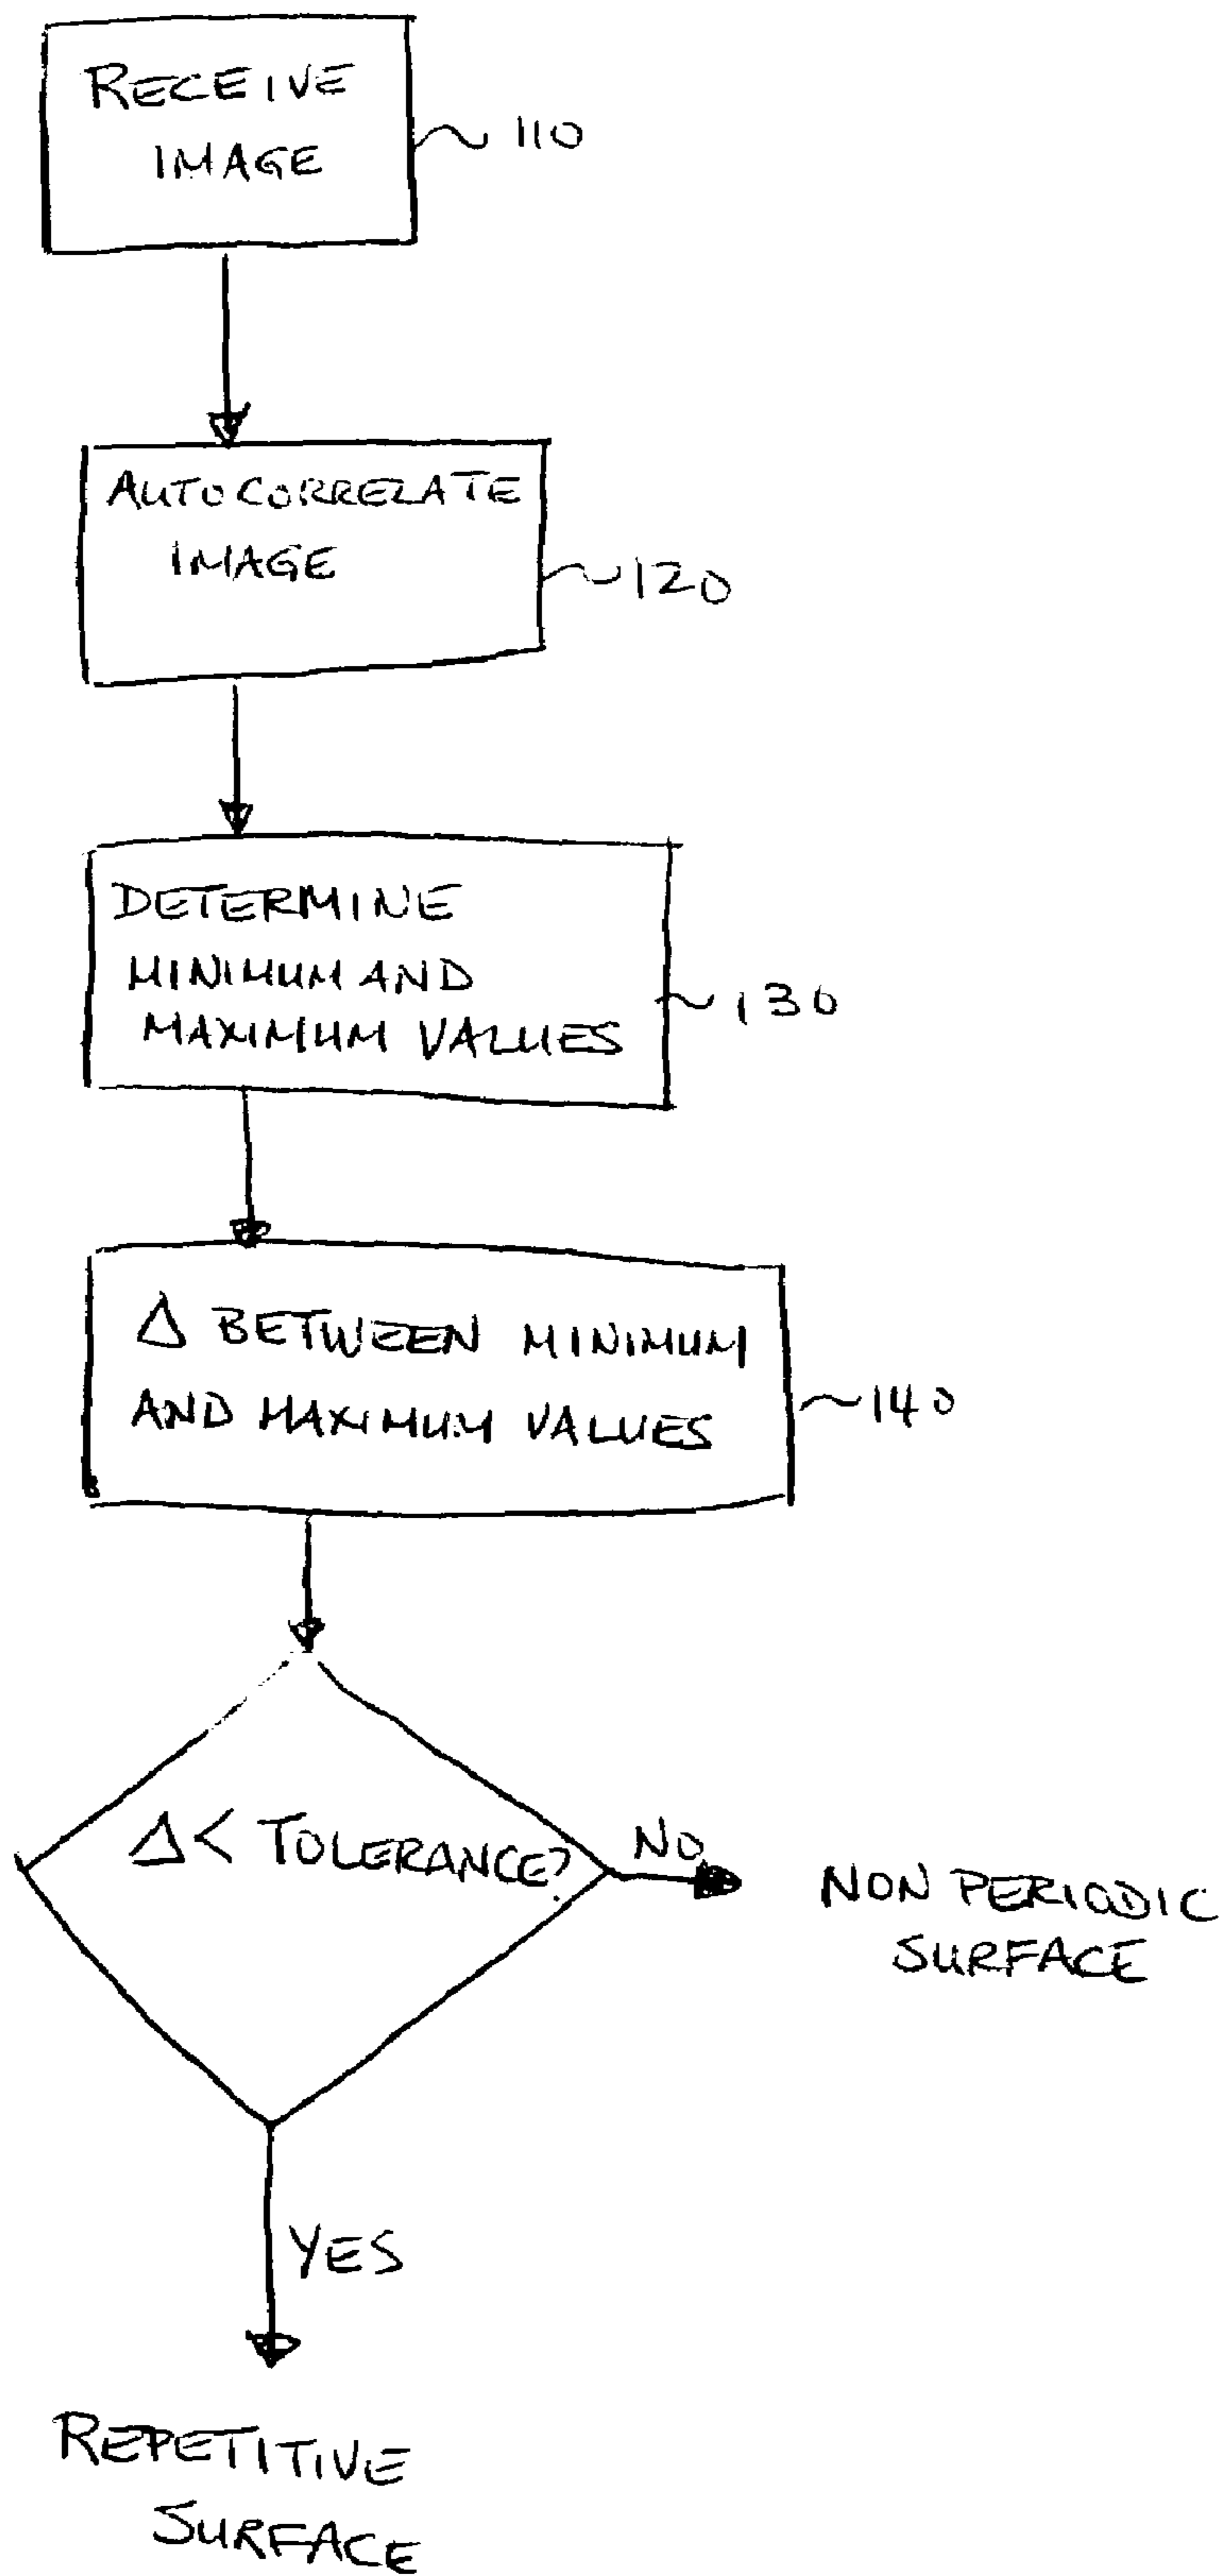 RECEIVE
IMAGE
110
AUTOCORRELATE
IMAGE
120
DETERMINE
MINIMUM AND
MAXIMUM VALUES
130
Δ BETWEEN MINIMUM
AND MAXIMUM VALUES
140
Δ< TOLERANCE?
NO
NON PERIODIC
SURFACE
YES
REPETITIVE
SURFACE